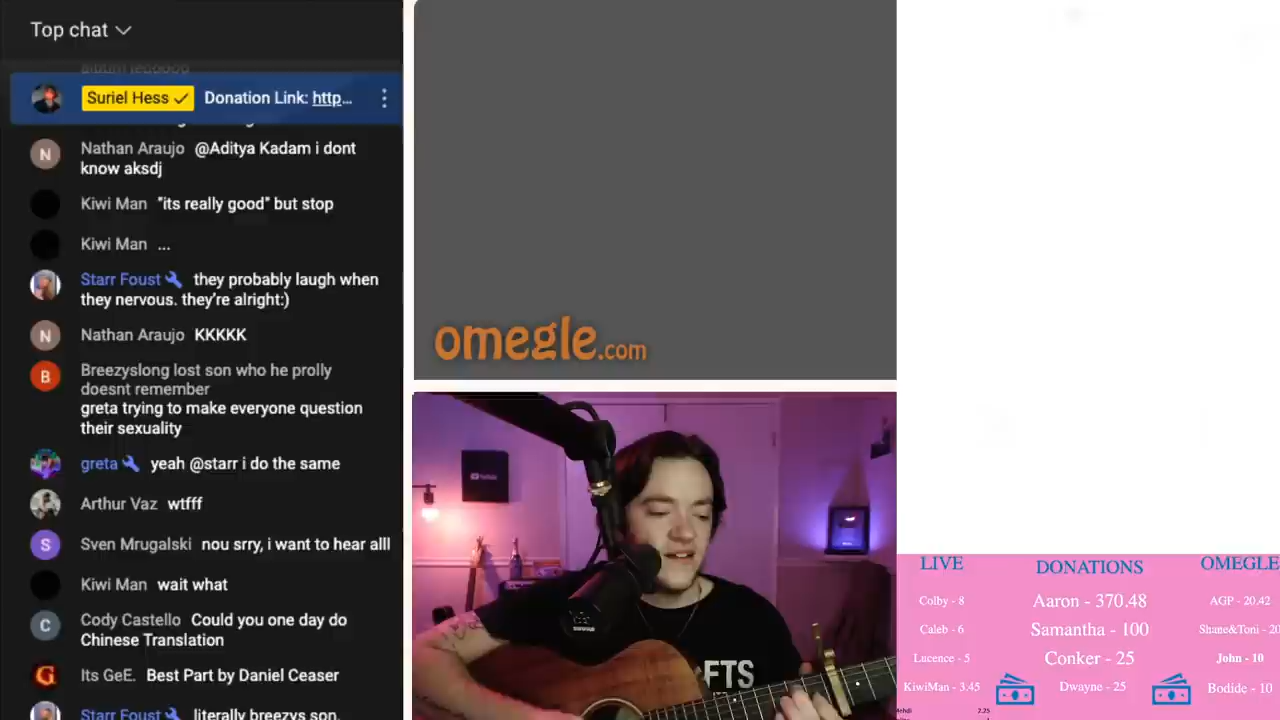 Top chat
Suriel Hess Donation Link: http...
Nathan Araujo @Aditya Kadam i dont
know aksdj
Kiwi Man "its really good" but stop
Kiwi Man ...
Starr Foust they probably laugh when
they nervous. they're alright:)
Nathan Araujo KKKKK
Breezyslong lost son who he prolly
doesnt remember
greta trying to make everyone question
their sexuality
greta yeah @starr i do the same
Arthur Vaz wtfff
Sven Mrugalski nou srry, i want to hear alll
Kiwi Man wait what
Cody Castello Could you one day do
Chinese Translation
Its GeE. Best Part by Daniel Ceaser
Starr Foust literally breezys son.
omegle.com
YouTube
FTS
LIVE
Colby - 8
Caleb - 6
Lucence - 5
KiwiMan - 3.45
DONATIONS
Aaron - 370.48
Samantha - 100
Conker - 25
Dwayne - 25
2.25
OMEGLE
AGP - 20.42
Shane&Toni - 20
John - 10
Bodide - 10